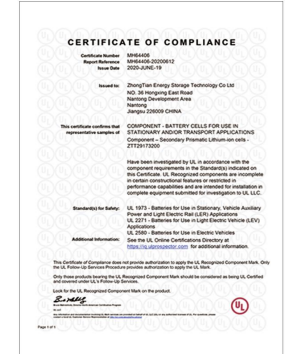 CERTIFICATE OF COMPLIANCE
Certificate Number MH64406
Report Reference MH64406-20200612
Issue Date 2020-JUNE-19
Issued to: ZhongTian Energy Storage Technology Co Ltd
NO. 36 Hongxing East Road
Nantong Development Area
Nantong
Jiangsu 226009 CHINA
This certificate confirms that COMPONENT - BATTERY CELLS FOR USE IN
representative samples of STATIONARY AND/OR TRANSPORT APPLICATIONS
Component – Secondary Prismatic Lithium-ion cells -
ZTT29173200
Have been investigated by UL in accordance with the
component requirements in the Standard(s) indicated on
this Certificate. UL Recognized components are incomplete
in certain constructional features or restricted in
performance capabilities and are intended for installation in
complete equipment submitted for investigation to UL LLC.
Standard(s) for Safety: UL 1973 - Batteries for Use in Stationary, Vehicle Auxiliary
Power and Light Electric Rail (LER) Applications
UL 2271 - Batteries for Use in Light Electric Vehicle (LEV)
Applications
UL 2580 - Batteries for Use in Electric Vehicles
Additional Information: See the UL Online Certifications Directory at
https://iq.ulprospector.com for additional information.
This Certificate of Compliance does not provide authorization to apply the UL Recognized Component Mark. Only
the UL Follow-Up Services Procedure provides authorization to apply the UL Mark.
Only those products bearing the UL Recognized Component Mark should be considered as being UL Certified
and covered under UL's Follow-Up Services.
Look for the UL Recognized Component Mark on the product.
UL
Page 1 of 1